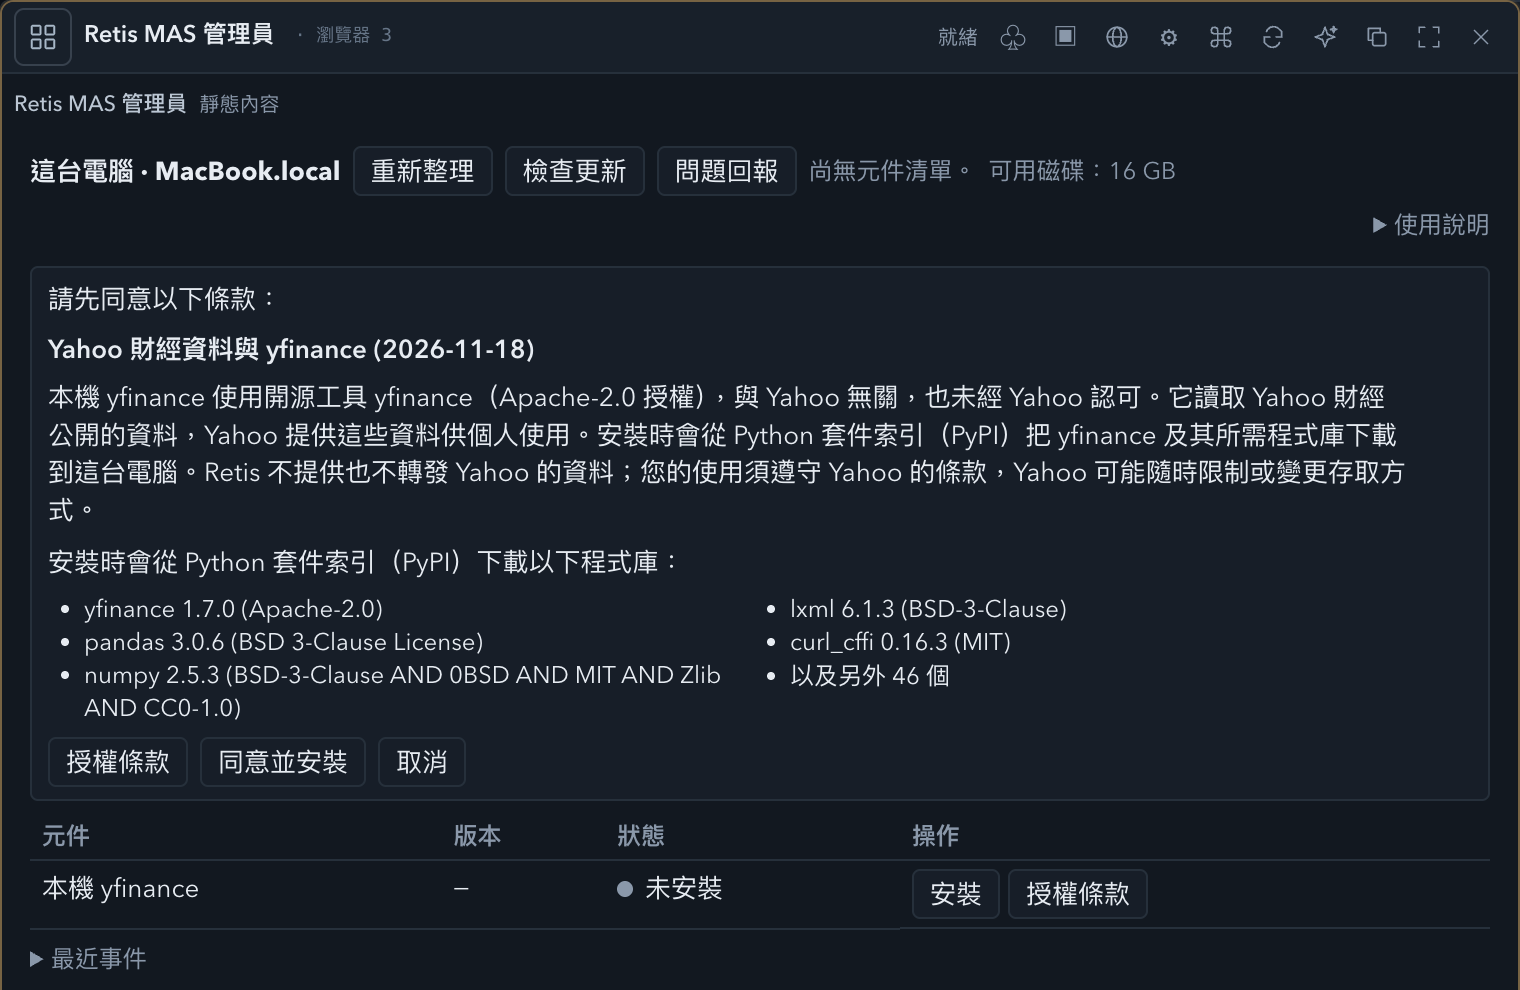 Retis MAS 管理員 · 瀏覽器 3
就緒
Retis MAS 管理員 靜態內容
這台電腦 · MacBook.local 重新整理 檢查更新 問題回報 尚無元件清單。 可用磁碟：16 GB
▶ 使用說明
請先同意以下條款：
Yahoo 財經資料與 yfinance (2026-11-18)
本機 yfinance 使用開源工具 yfinance（Apache-2.0 授權），與 Yahoo 無關，也未經 Yahoo 認可。它讀取 Yahoo 財經
公開的資料，Yahoo 提供這些資料供個人使用。安裝時會從 Python 套件索引（PyPI）把 yfinance 及其所需程式庫下載
到這台電腦。Retis 不提供也不轉發 Yahoo 的資料；您的使用須遵守 Yahoo 的條款，Yahoo 可能隨時限制或變更存取方
式。
安裝時會從 Python 套件索引（PyPI）下載以下程式庫：
• yfinance 1.7.0 (Apache-2.0)
• pandas 3.0.6 (BSD 3-Clause License)
• numpy 2.5.3 (BSD-3-Clause AND 0BSD AND MIT AND Zlib
AND CC0-1.0)
• lxml 6.1.3 (BSD-3-Clause)
• curl_cffi 0.16.3 (MIT)
• 以及另外 46 個
授權條款 同意並安裝 取消
元件 版本 狀態 操作
本機 yfinance – 未安裝 安裝 授權條款
▶ 最近事件